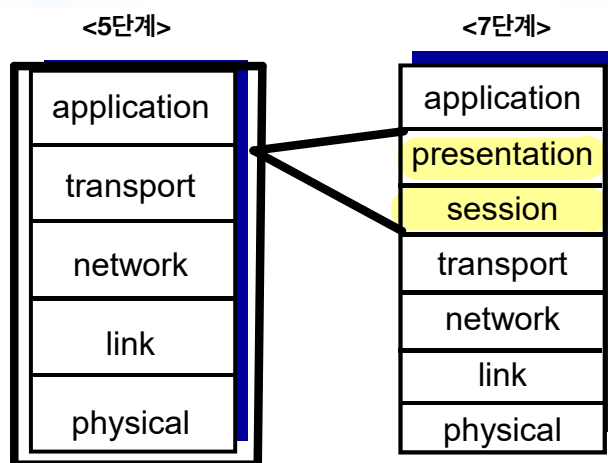 <5단계>
application
transport
network
link
physical
<7단계>
application
presentation
session
transport
network
link
physical